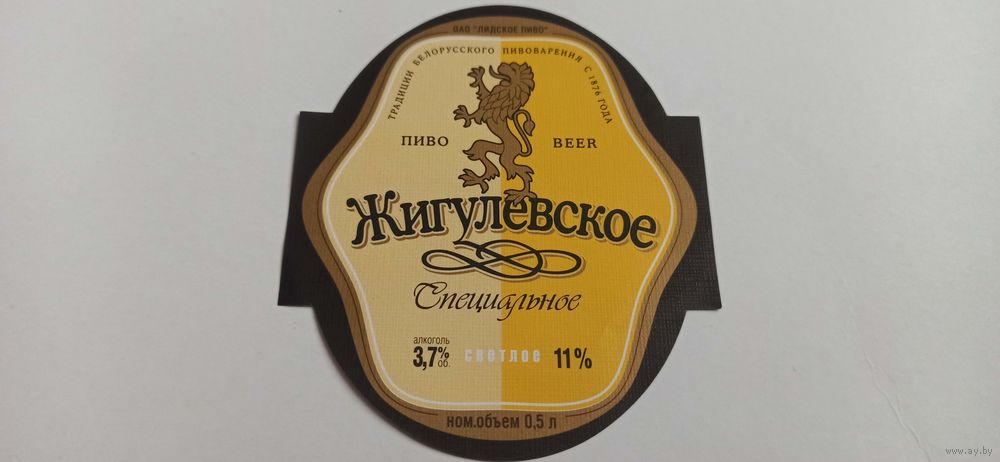 ОАО "ЛИДСКОЕ ПИВО"
ТРАДИЦИИ БЕЛОРУССКОГО ПИВОВАРЕНИЯ С 1876 ГОДА
ПИВО BEER
Жигулевское
Специальное
алкоголь
3,7% об. светлое 11%
ном.объем 0,5 л
www.ay.by